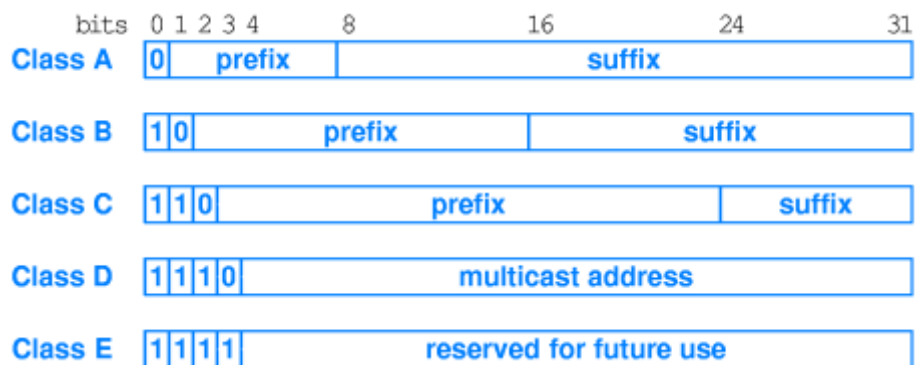 bits 0 1 2 3 4 8 16 24 31
Class A 0 prefix suffix
Class B 1 0 prefix suffix
Class C 1 1 0 prefix suffix
Class D 1 1 1 0 multicast address
Class E 1 1 1 1 reserved for future use